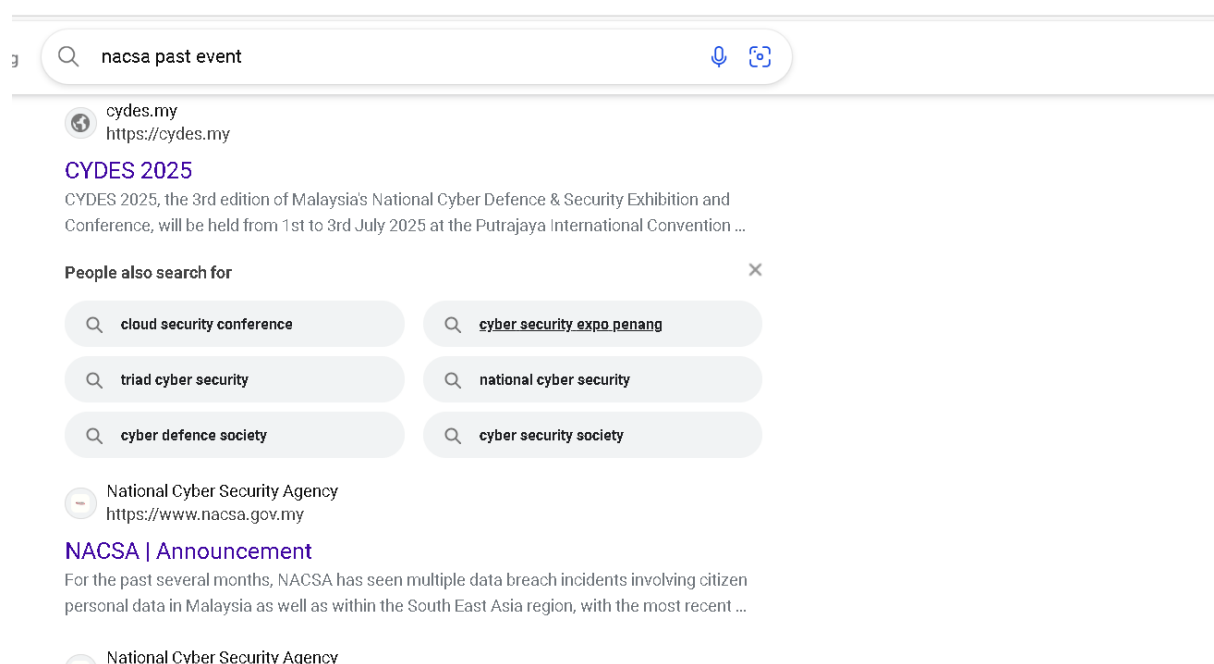 nacsa past event
cydes.my
https://cydes.my
CYDES 2025
CYDES 2025, the 3rd edition of Malaysia's National Cyber Defence & Security Exhibition and
Conference, will be held from 1st to 3rd July 2025 at the Putrajaya International Convention ...
People also search for
cloud security conference
cyber security expo penang
triad cyber security
national cyber security
cyber defence society
cyber security society
National Cyber Security Agency
https://www.nacsa.gov.my
NACSA | Announcement
For the past several months, NACSA has seen multiple data breach incidents involving citizen
personal data in Malaysia as well as within the South East Asia region, with the most recent ...
National Cyber Security Agency